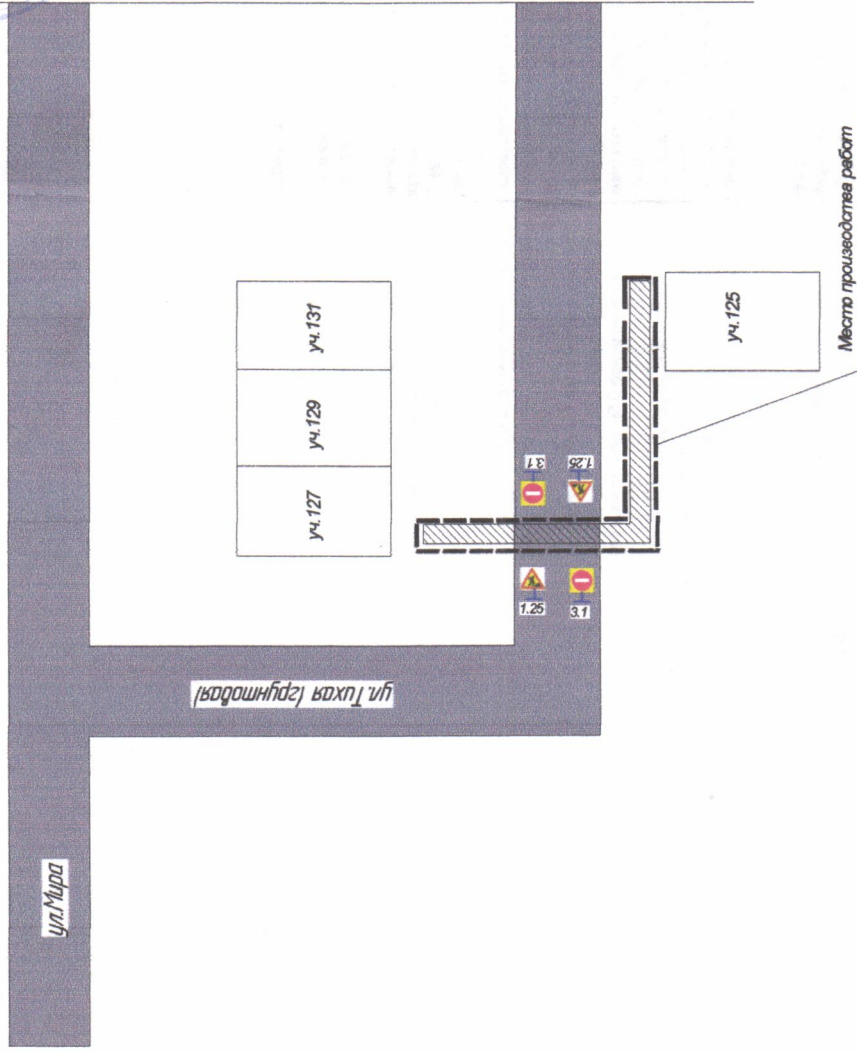 ул.Мира
ул.Тихая (грунтовая)
уч.127
уч.129
уч.131
1.25
3.1
3.1
1.25
уч.125
Место производства работ